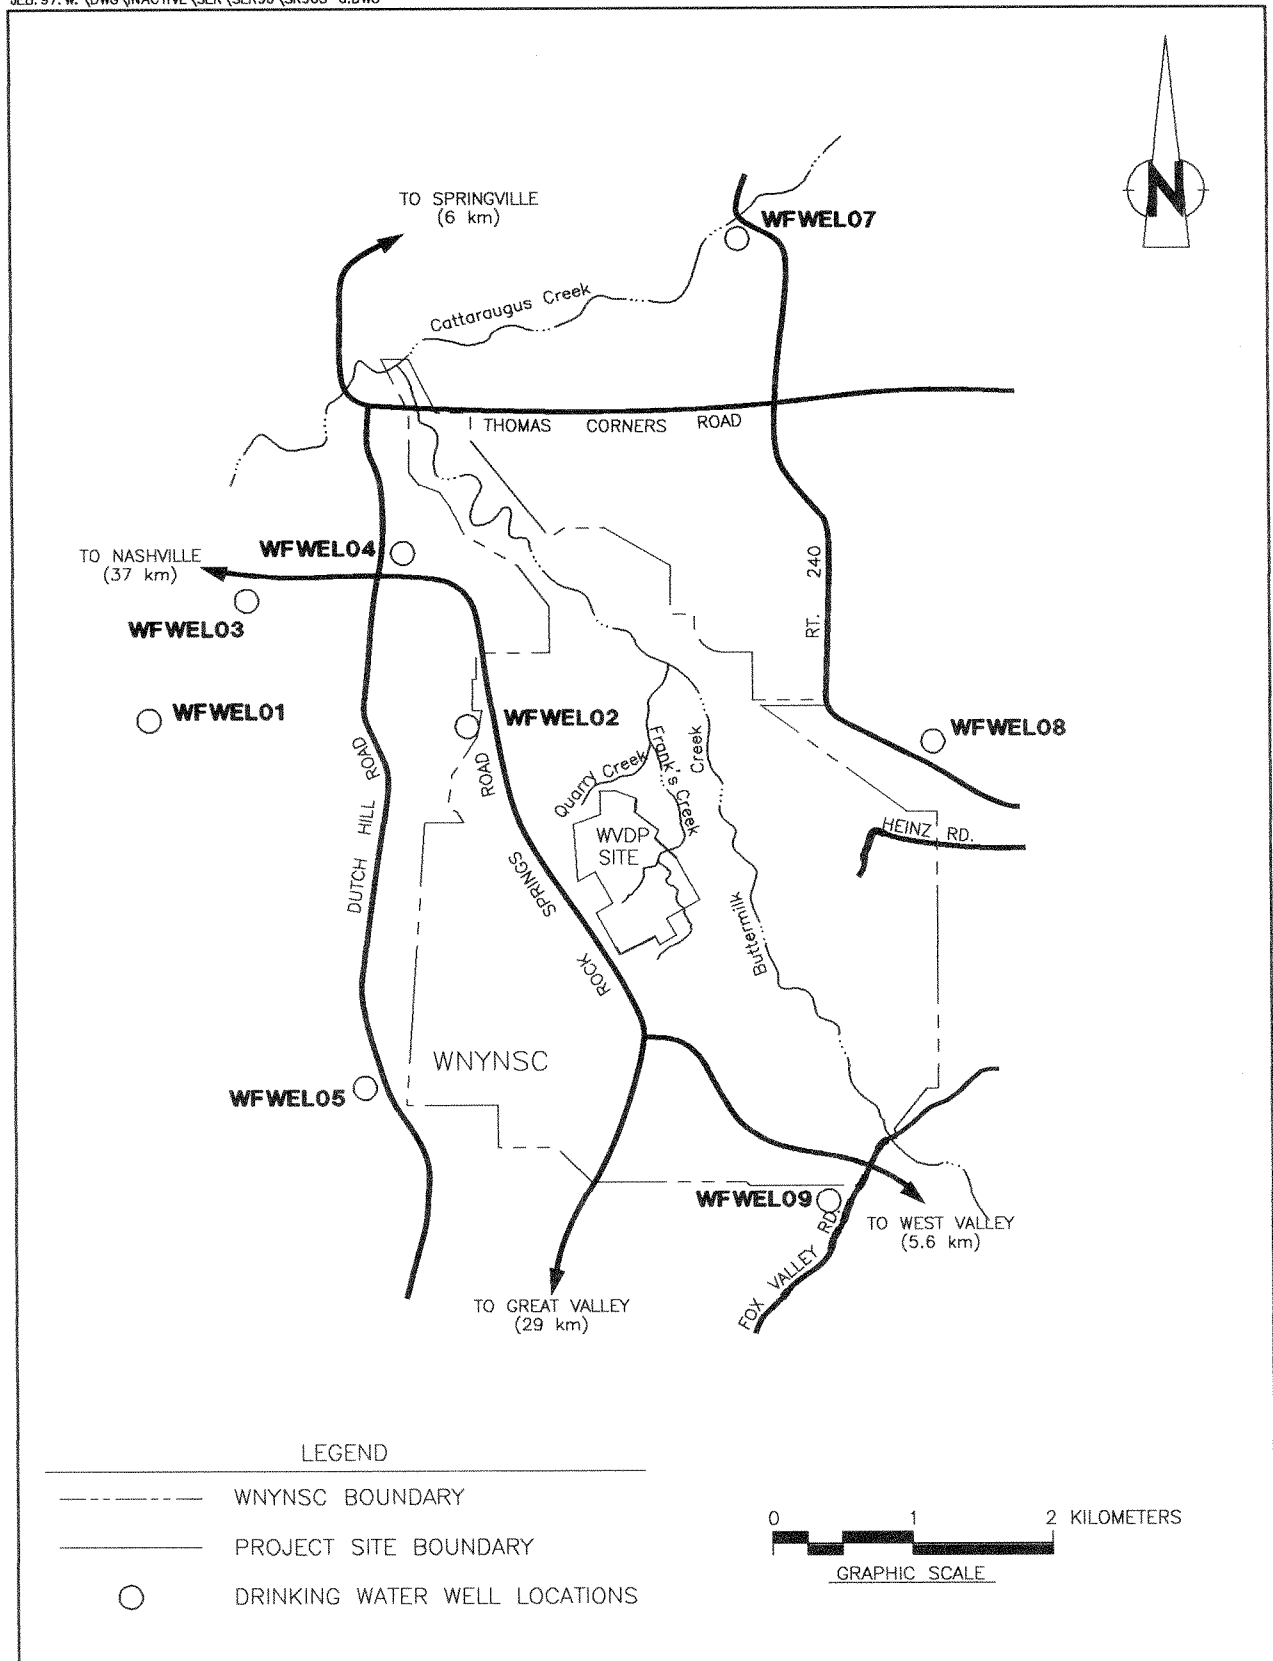 N
TO SPRINGVILLE
(6 km)
WFWEL07
Cattaraugus Creek
THOMAS CORNERS ROAD
WFWEL04
TO NASHVILLE
(37 km)
RT. 240
WFWEL03
WFWEL01
WFWEL02
WFWEL08
DUTCH HILL ROAD
ROCK SPRINGS ROAD
Quarry Creek
Frank's Creek
Buttermilk Creek
WVDP
SITE
HEINZ RD.
WNYNSC
WFWEL05
WFWEL09
FOX VALLEY RD.
TO WEST VALLEY
(5.6 km)
TO GREAT VALLEY
(29 km)
LEGEND
WNYNSC BOUNDARY
PROJECT SITE BOUNDARY
DRINKING WATER WELL LOCATIONS
0 1 2 KILOMETERS
GRAPHIC SCALE